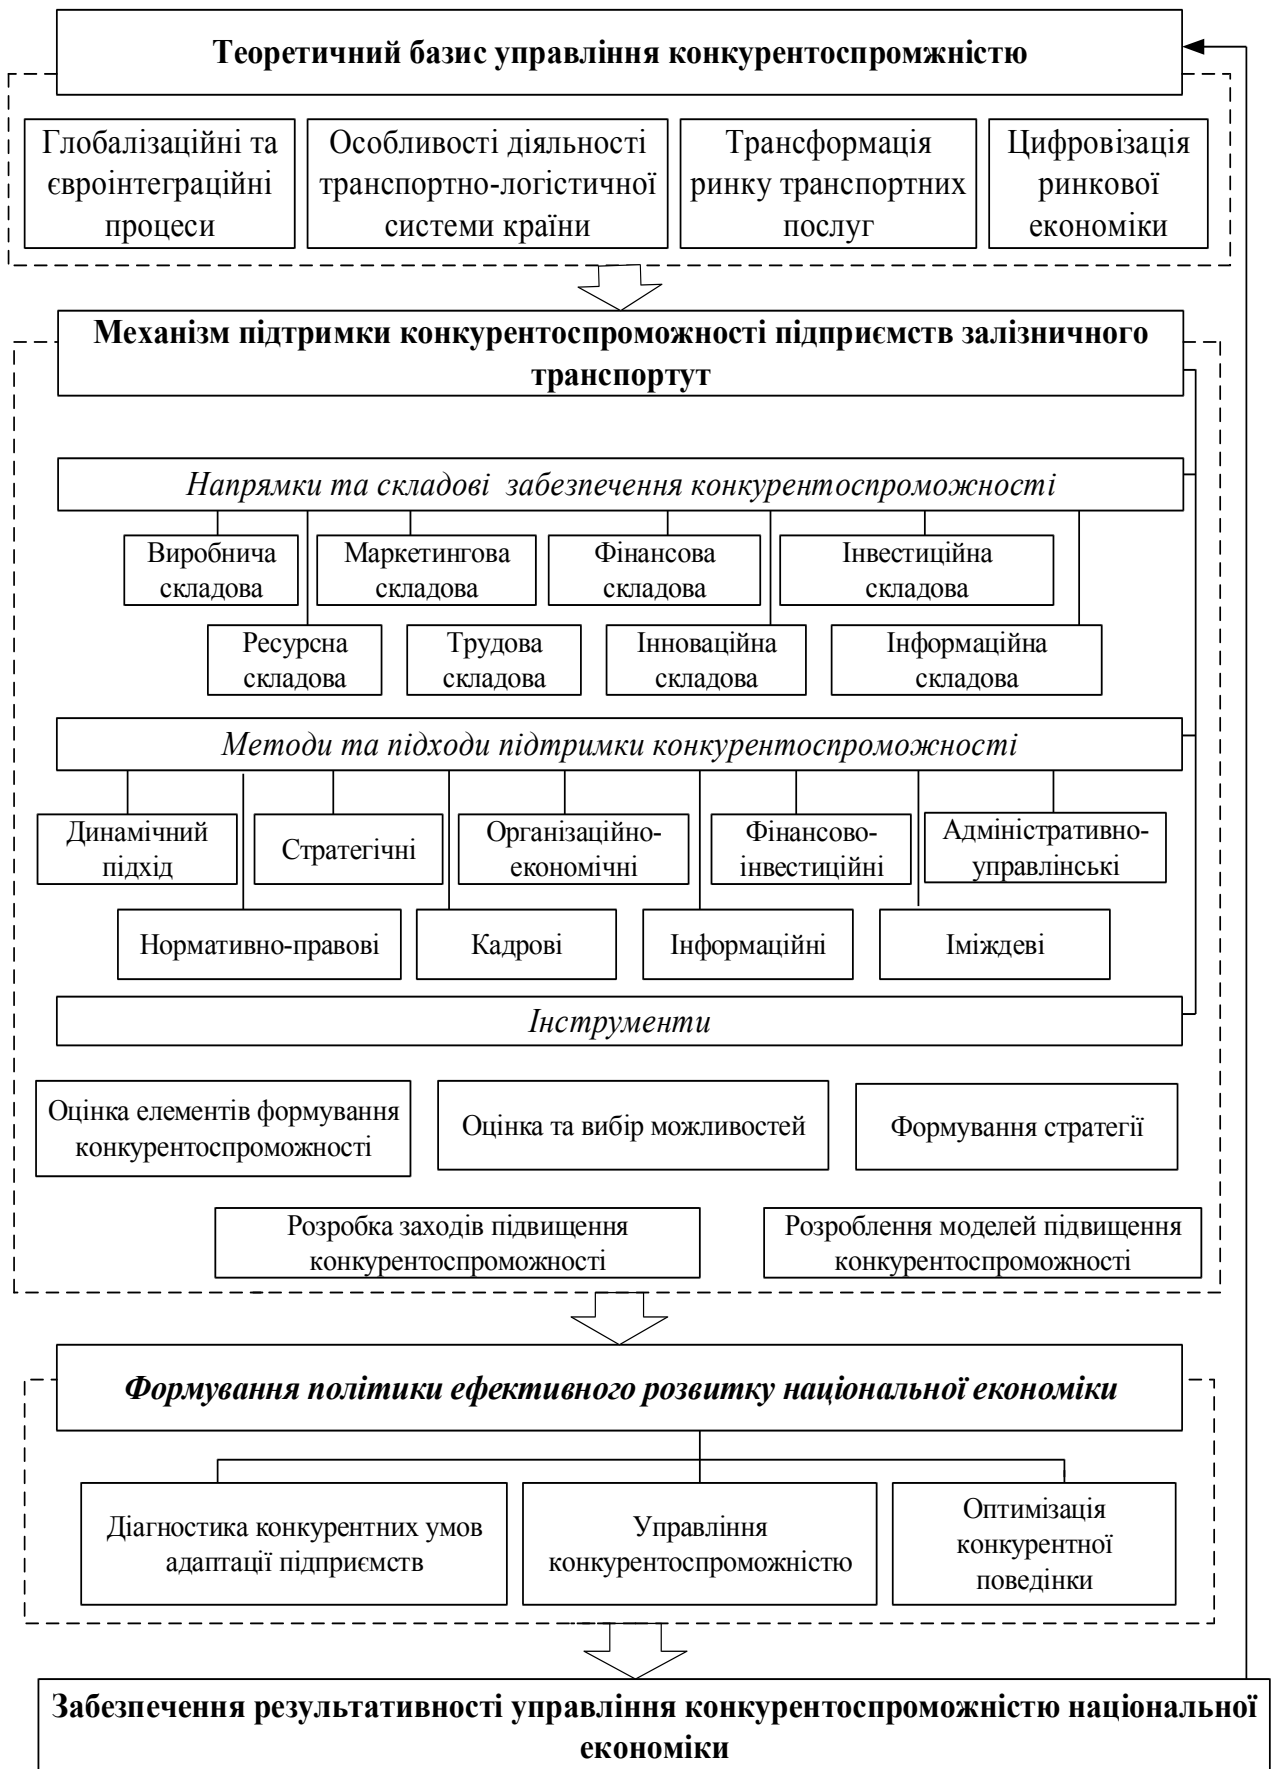 Теоретичний базис управління конкурентоспромжністю
Глобалізаційні та
євроінтеграційні
процеси
Особливості діяльності
транспортно-логістичної
системи країни
Трансформація
ринку транспортних
послуг
Цифровізація
ринкової
економіки
Механізм підтримки конкурентоспроможності підприємств залізничного
транспортут
Напрямки та складові забезпечення конкурентоспроможності
Виробнича
складова
Маркетингова
складова
Фінансова
складова
Інвестиційна
складова
Ресурсна
складова
Трудова
складова
Інноваційна
складова
Інформаційна
складова
Методи та підходи підтримки конкурентоспроможності
Динамічний
підхід
Стратегічні
Організаційно-
економічні
Фінансово-
інвестиційні
Адміністративно-
управлінські
Нормативно-правові
Кадрові
Інформаційні
Іміждеві
Інструменти
Оцінка елементів формування
конкурентоспроможності
Оцінка та вибір можливостей
Формування стратегії
Розробка заходів підвищення
конкурентоспроможності
Розроблення моделей підвищення
конкурентоспроможності
Формування політики ефективного розвитку національної економіки
Діагностика конкурентних умов
адаптації підприємств
Управління
конкурентоспроможністю
Оптимізація
конкурентної
поведінки
Забезпечення результативності управління конкурентоспроможністю національної
економіки